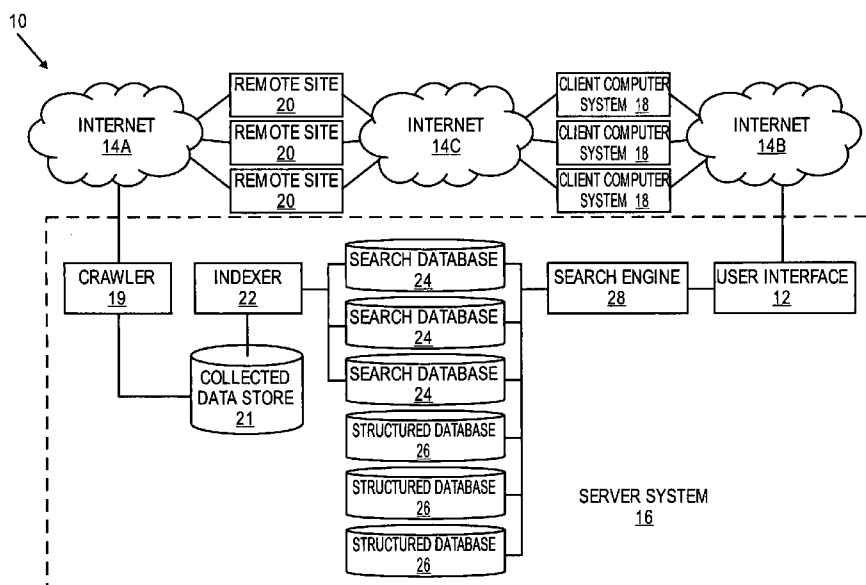 10
INTERNET
14A
REMOTE SITE
20
REMOTE SITE
20
REMOTE SITE
20
INTERNET
14C
CLIENT COMPUTER
SYSTEM 18
CLIENT COMPUTER
SYSTEM 18
CLIENT COMPUTER
SYSTEM 18
INTERNET
14B
CRAWLER
19
INDEXER
22
COLLECTED
DATA STORE
21
SEARCH DATABASE
24
SEARCH DATABASE
24
SEARCH DATABASE
24
STRUCTURED DATABASE
26
STRUCTURED DATABASE
26
STRUCTURED DATABASE
26
SEARCH ENGINE
28
USER INTERFACE
12
SERVER SYSTEM
16